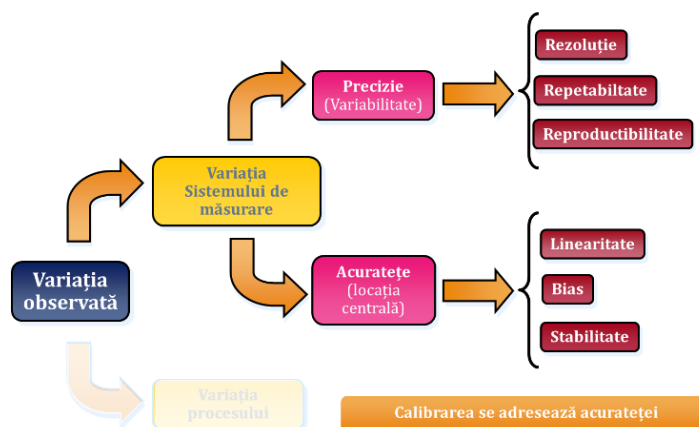 Variația
observată
Variația
Sistemului de
măsurare
Variația
procesului
Precizie
(Variabilitate)
Acuratețe
(locația
centrală)
Rezoluție
Repetabiltate
Reproductibilitate
Linearitate
Bias
Stabilitate
Calibrarea se adresează acurateței